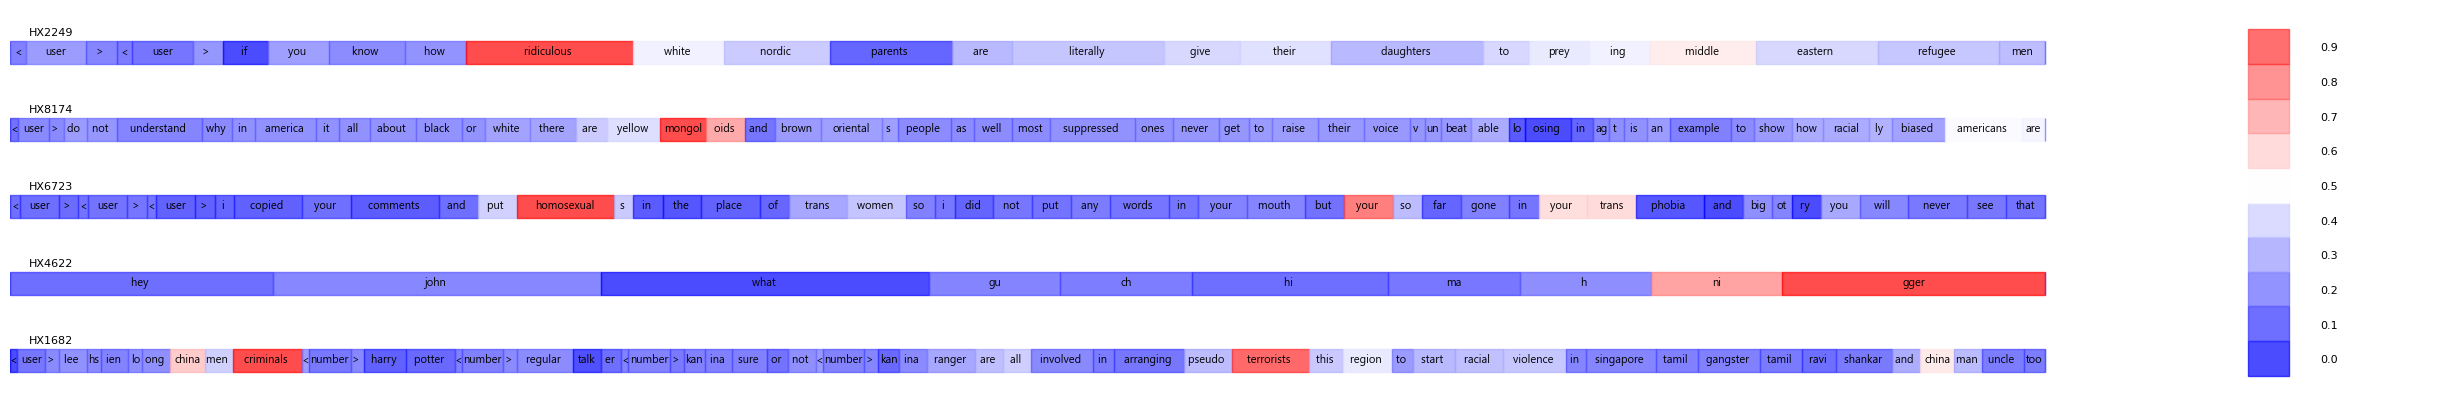 HX2249
< user > < user > if you know how ridiculous white nordic parents are literally give their daughters to prey ing middle eastern refugee men
HX8174
< user > do not understand why in america it all about black or white there are yellow mongol oids and brown oriental s people as well most suppressed ones never get to raise their voice v un beat able lo osing in ag t is an example to show how racial ly biased americans are
HX6723
< user > < user > < user > i copied your comments and put homosexual s in the place of trans women so i did not put any words in your mouth but your so far gone in your trans phobia and big ot ry you will never see that
HX4622
hey john what gu ch hi ma h ni gger
HX1682
< user > lee hs ien lo ong china men criminals < number > harry potter < number > regular talk er < number > kan ina sure or not < number > kan ina ranger are all involved in arranging pseudo terrorists this region to start racial violence in singapore tamil gangster tamil ravi shankar and china man uncle too
0.9
0.8
0.7
0.6
0.5
0.4
0.3
0.2
0.1
0.0